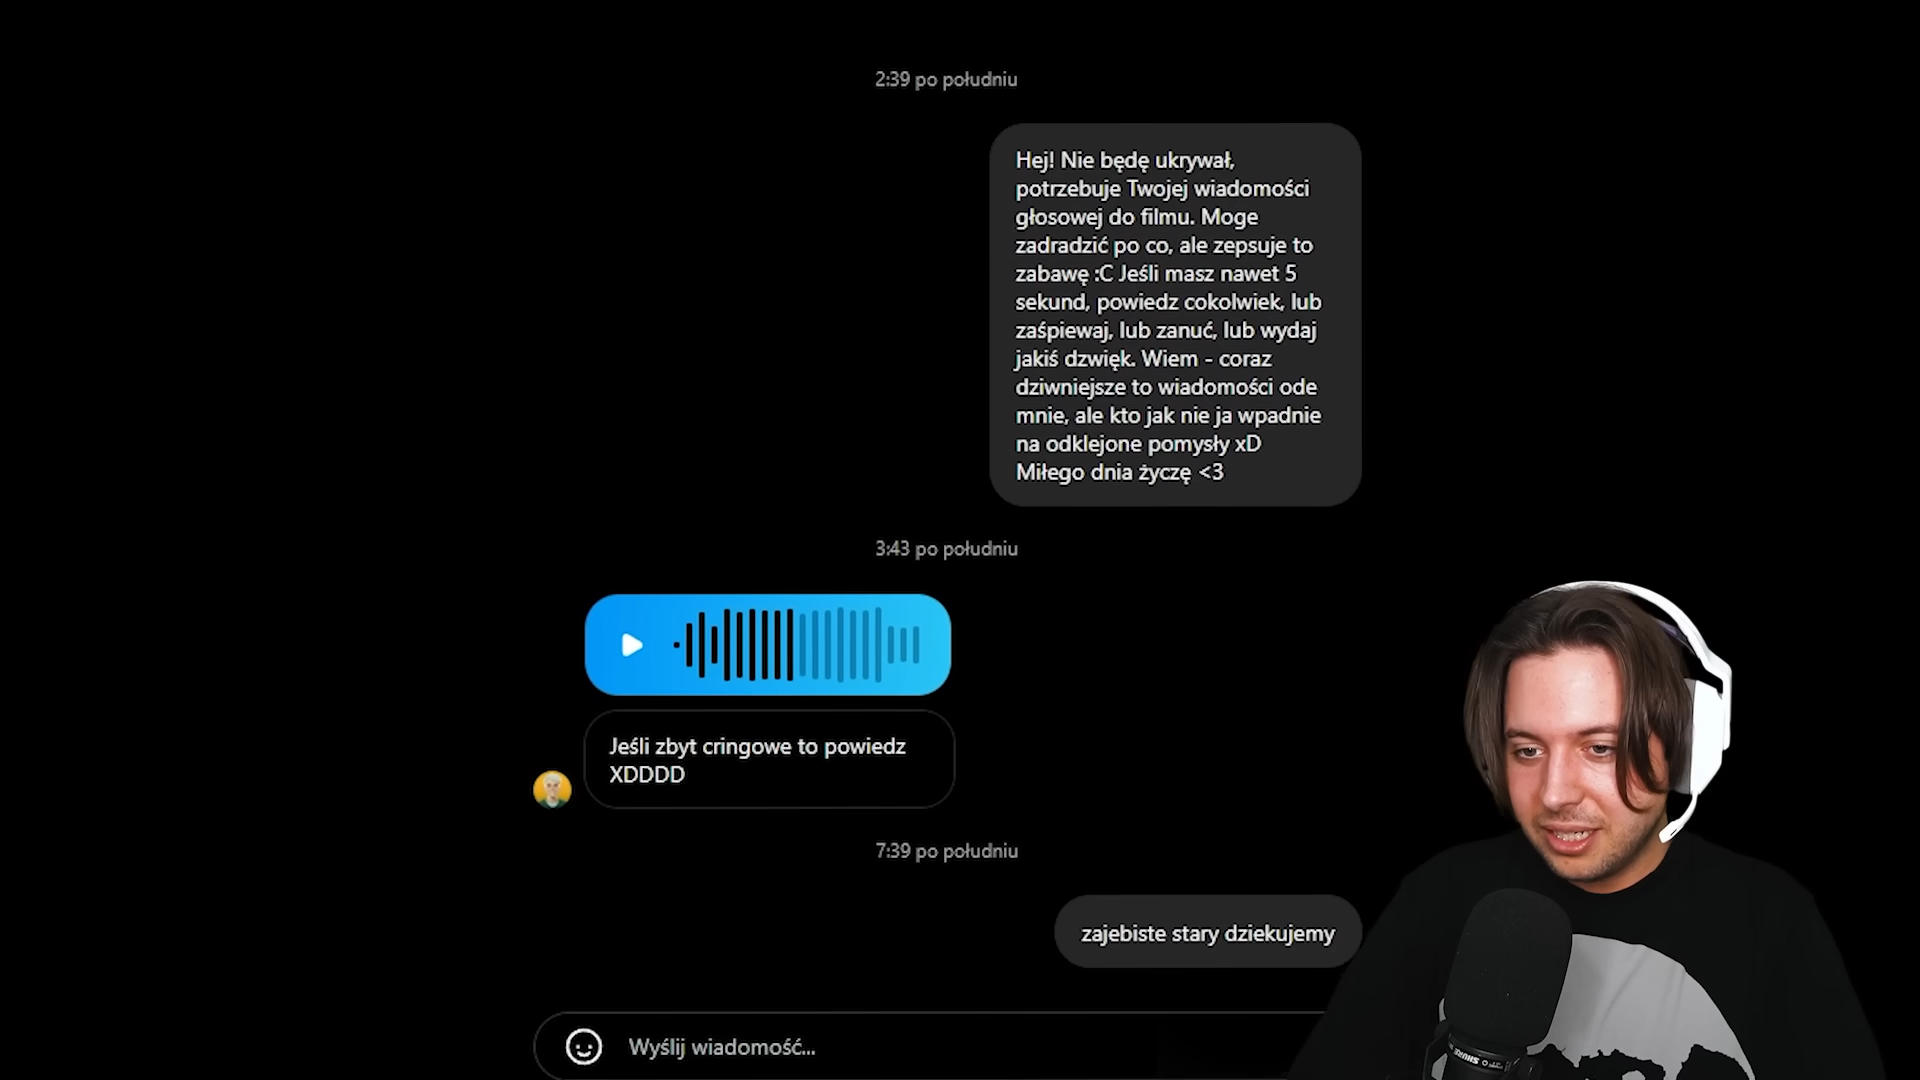 2:39 po południu
Hej! Nie będę ukrywał,
potrzebuje Twojej wiadomości
głosowej do filmu. Moge
zadradzić po co, ale zepsuje to
zabawę :C Jeśli masz nawet 5
sekund, powiedz cokolwiek, lub
zaśpiewaj, lub zanuć, lub wydaj
jakiś dzwięk. Wiem - coraz
dziwniejsze to wiadomości ode
mnie, ale kto jak nie ja wpadnie
na odklejone pomysły xD
Miłego dnia życzę <3
3:43 po południu
Jeśli zbyt cringowe to powiedz
XDDDD
7:39 po południu
zajebiste stary dziekujemy
Wyślij wiadomość...
SHURE